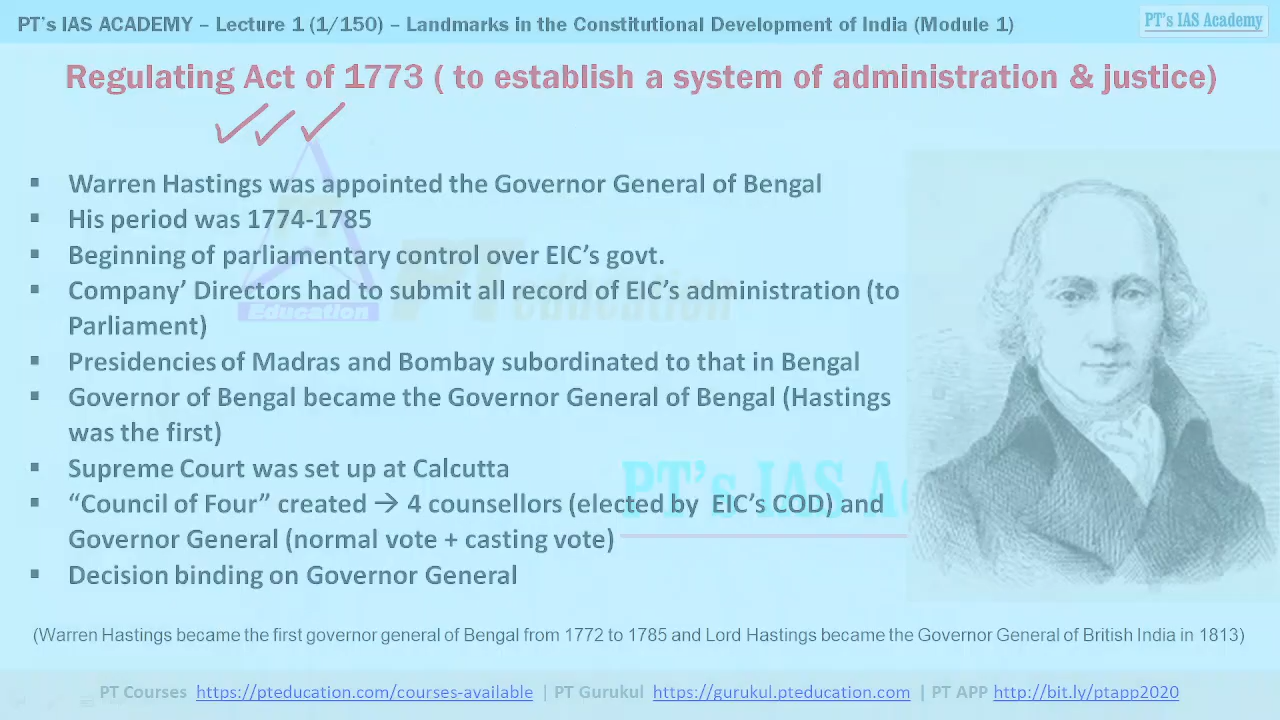 PT's IAS ACADEMY – Lecture 1 (1/150) – Landmarks in the Constitutional Development of India (Module 1)
PT's IAS Academy
Regulating Act of 1773 ( to establish a system of administration & justice)
▪ Warren Hastings was appointed the Governor General of Bengal
▪ His period was 1774-1785
▪ Beginning of parliamentary control over EIC's govt.
▪ Company' Directors had to submit all record of EIC's administration (to
Parliament)
▪ Presidencies of Madras and Bombay subordinated to that in Bengal
▪ Governor of Bengal became the Governor General of Bengal (Hastings
was the first)
▪ Supreme Court was set up at Calcutta
▪ “Council of Four” created → 4 counsellors (elected by EIC's COD) and
Governor General (normal vote + casting vote)
▪ Decision binding on Governor General
Education
PT education
PT's IAS A
(Warren Hastings became the first governor general of Bengal from 1772 to 1785 and Lord Hastings became the Governor General of British India in 1813)
PT Courses https://pteducation.com/courses-available | PT Gurukul https://gurukul.pteducation.com | PT APP http://bit.ly/ptapp2020